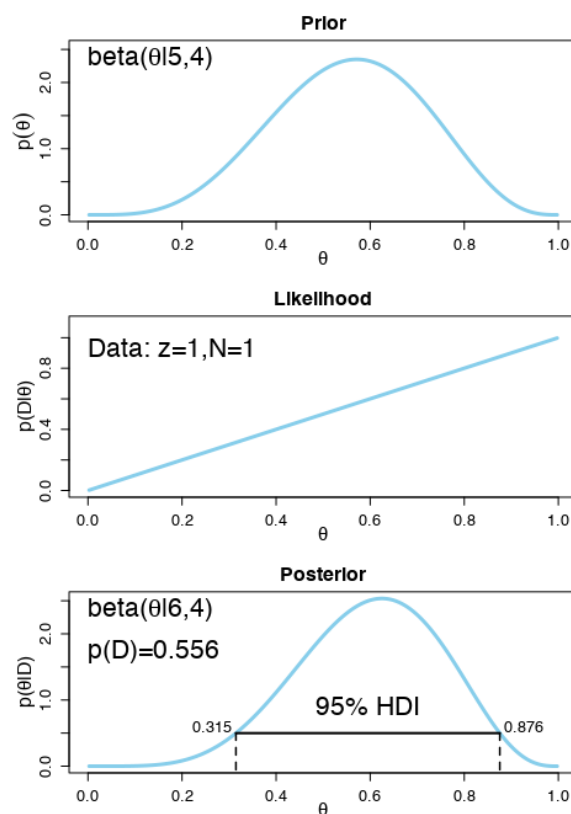 Prior
beta(θ|5,4)
p(θ)
0.0 1.0 2.0
0.0 0.2 0.4 0.6 0.8 1.0
θ
Likelihood
Data: z=1,N=1
p(D|θ)
0.0 0.4 0.8
0.0 0.2 0.4 0.6 0.8 1.0
θ
Posterior
beta(θ|6,4)
p(D)=0.556
95% HDI
0.315 0.876
p(θ|D)
0.0 1.0 2.0
0.0 0.2 0.4 0.6 0.8 1.0
θ